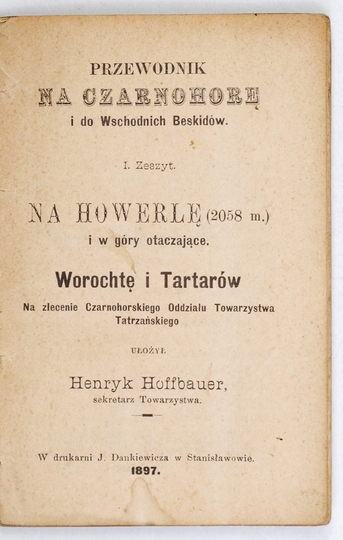 PRZEWODNIK
NA CZARNOHORĘ
i do Wschodnich Beskidów.
I. Zeszyt.
NA HOWERLĘ (2058 m.)
i w góry otaczające.
Worochtę i Tartarów
Na zlecenie Czarnohorskiego Oddziału Towarzystwa
Tatrzańskiego
UŁOŻYŁ
Henryk Hoffbauer,
sekretarz Towarzystwa.
W drukarni J. Dankiewicza w Stanisławowie.
1897.